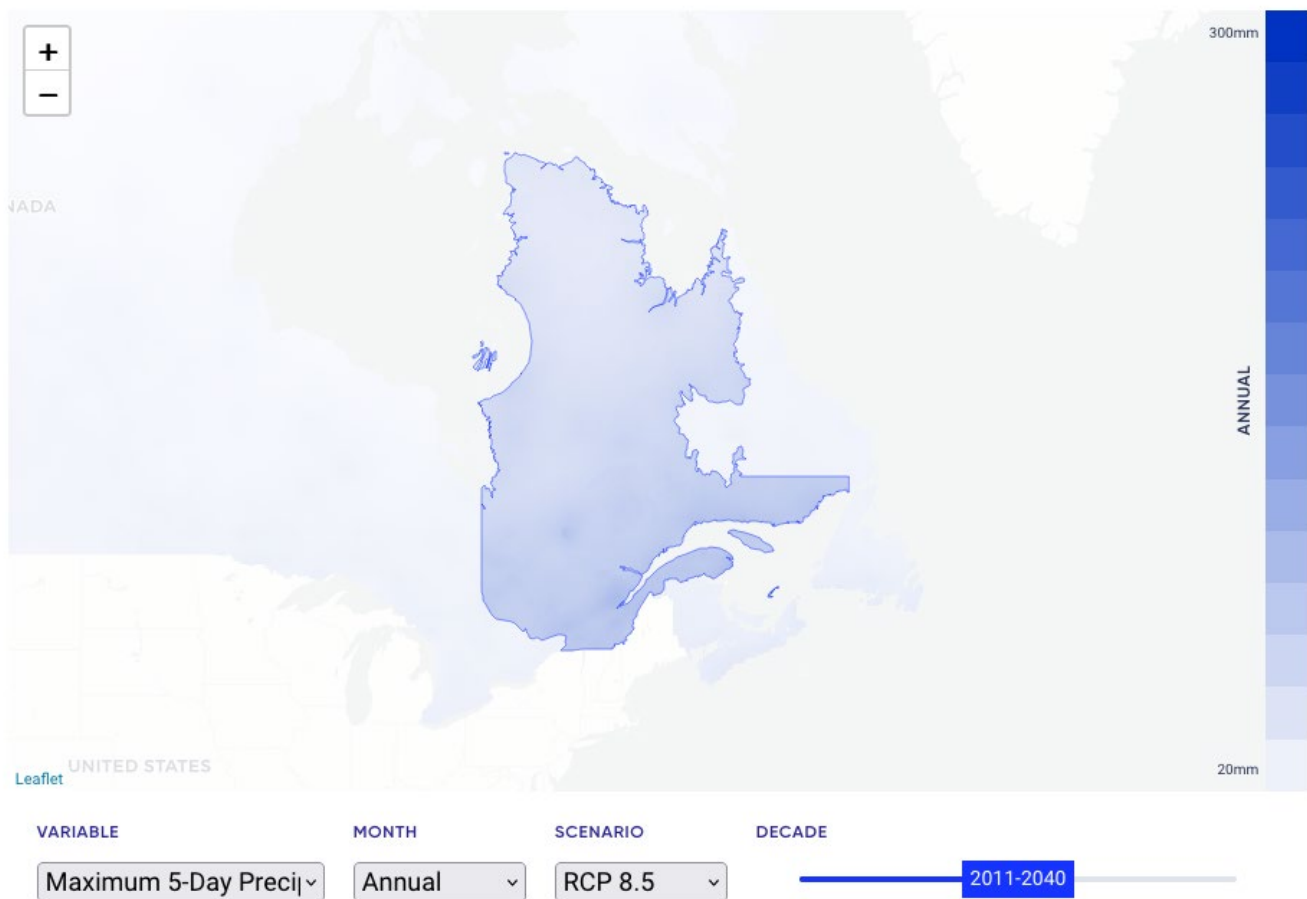 +
−
300mm
NADA
ANNUAL
20mm
UNITED STATES
Leaflet
VARIABLE
MONTH
SCENARIO
DECADE
Maximum 5-Day Preci
Annual
RCP 8.5
2011-2040